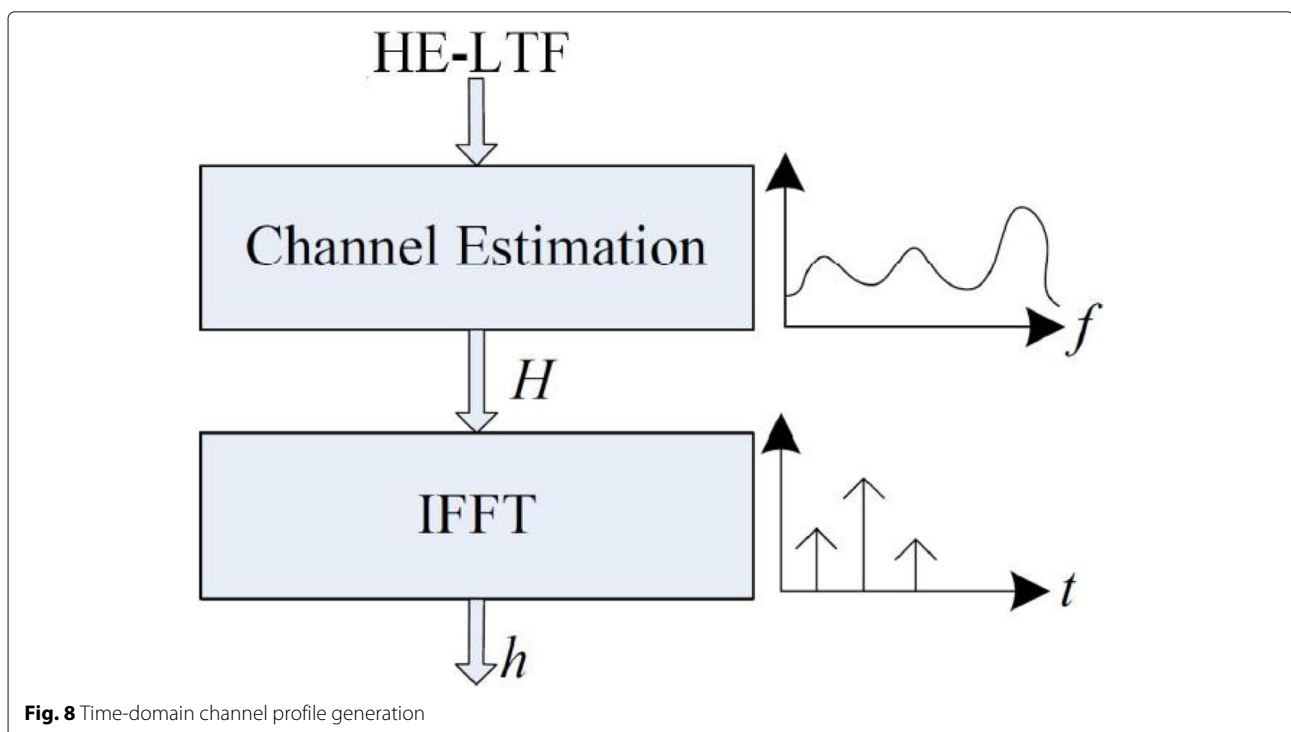 HE-LTF
Channel Estimation
f
H
IFFT
t
h
Fig. 8 Time-domain channel profile generation